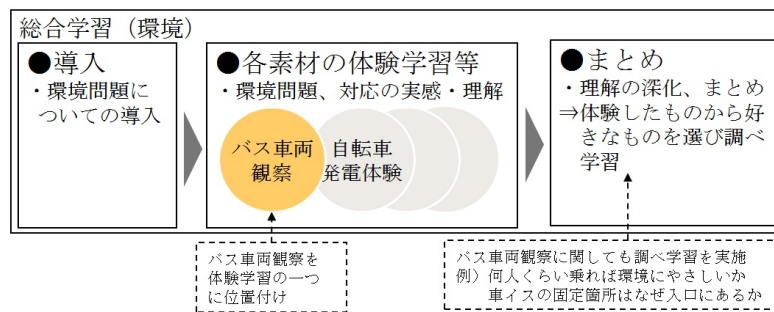 総合学習（環境）
●導入
・環境問題に
ついての導入
●各素材の体験学習等
・環境問題、対応の実感・理解
バス車両
観察
自転車
発電体験
●まとめ
・理解の深化、まとめ
⇒体験したものから好
きなものを選び調べ
学習
バス車両観察を
体験学習の一つ
に位置付け
バス車両観察に関しても調べ学習を実施
例）何人くらい乗れば環境にやさしいか
車イスの固定箇所はなぜ入口にあるか